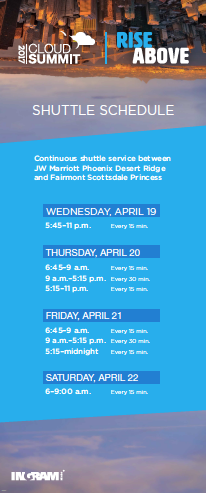 2017 CLOUD
SUMMIT
RISE
ABOVE
SHUTTLE SCHEDULE
Continuous shuttle service between
JW Marriott Phoenix Desert Ridge
and Fairmont Scottsdale Princess
WEDNESDAY, APRIL 19
5:45–11 p.m. Every 15 min.
THURSDAY, APRIL 20
6:45–9 a.m. Every 15 min.
9 a.m.–5:15 p.m. Every 30 min.
5:15–11 p.m. Every 15 min.
FRIDAY, APRIL 21
6:45–9 a.m. Every 15 min.
9 a.m.–5:15 p.m. Every 30 min.
5:15–midnight Every 15 min.
SATURDAY, APRIL 22
6–9:00 a.m. Every 15 min.
INGRAM